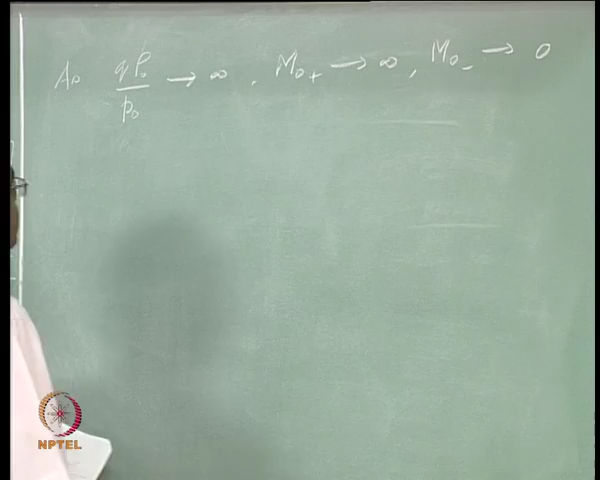 As qP₀/p₀ → ∞ , M₀₊ → ∞ , M₀₋ → 0
NPTEL